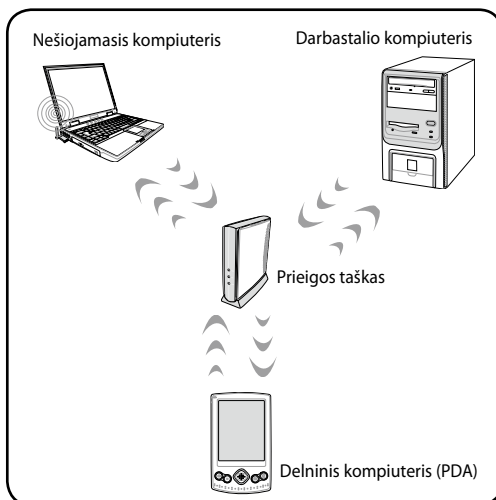 Nešiojamasis kompiuteris
Darbastalio kompiuteris
Prieigos taškas
Delninis kompiuteris (PDA)